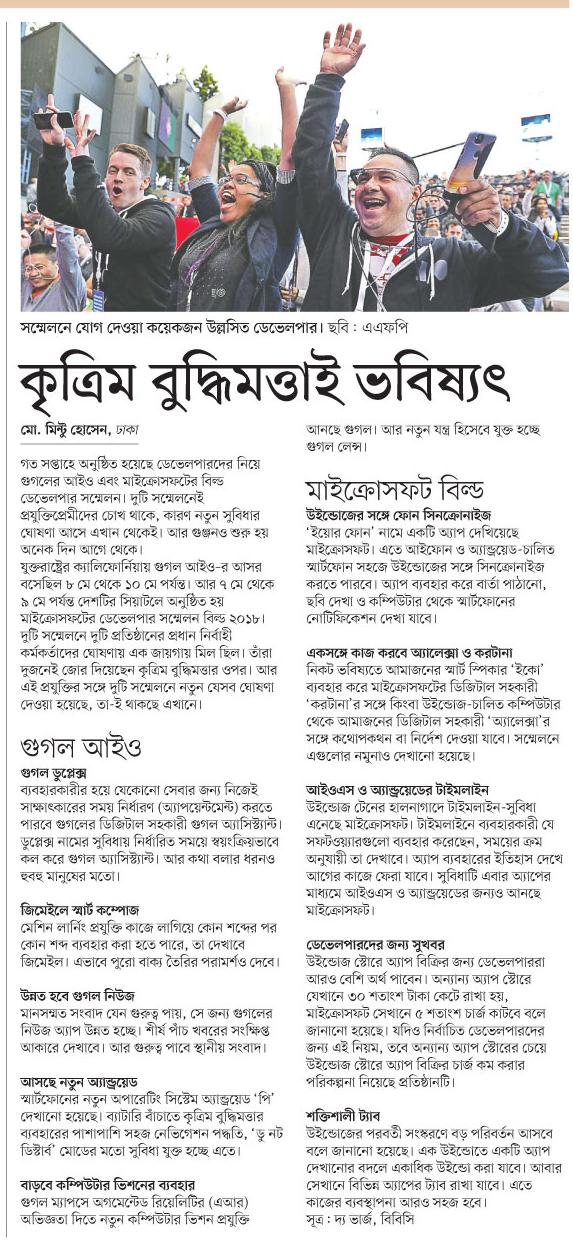 সম্মেলনে যোগ দেওয়া কয়েকজন উল্লসিত ডেভেলপার। ছবি : এএফপি
কৃত্রিম বুদ্ধিমত্তাই ভবিষ্যৎ
মো. মিন্টু হোসেন, ঢাকা
গত সপ্তাহে অনুষ্ঠিত হয়েছে ডেভেলপারদের নিয়ে
গুগলের আইও এবং মাইক্রোসফটের বিল্ড
ডেভেলপার সম্মেলন। দুটি সম্মেলনেই
প্রযুক্তিপ্রেমীদের চোখ থাকে, কারণ নতুন সুবিধার
ঘোষণা আসে এখান থেকেই। আর গুঞ্জনও শুরু হয়
অনেক দিন আগে থেকে।
যুক্তরাষ্ট্রের ক্যালিফোর্নিয়ায় গুগল আইও-র আসর
বসেছিল ৮ মে থেকে ১০ মে পর্যন্ত। আর ৭ মে থেকে
৯ মে পর্যন্ত দেশটির সিয়াটলে অনুষ্ঠিত হয়
মাইক্রোসফটের ডেভেলপার সম্মেলন বিল্ড ২০১৮।
দুটি সম্মেলনে দুটি প্রতিষ্ঠানের প্রধান নির্বাহী
কর্মকর্তাদের ঘোষণায় এক জায়গায় মিল ছিল। তাঁরা
দুজনেই জোর দিয়েছেন কৃত্রিম বুদ্ধিমত্তার ওপর। আর
এই প্রযুক্তির সঙ্গে দুটি সম্মেলনে নতুন যেসব ঘোষণা
দেওয়া হয়েছে, তা-ই থাকছে এখানে।
গুগল আইও
গুগল ডুপ্লেক্স
ব্যবহারকারীর হয়ে যেকোনো সেবার জন্য নিজেই
সাক্ষাৎকারের সময় নির্ধারণ (অ্যাপয়েন্টমেন্ট) করতে
পারবে গুগলের ডিজিটাল সহকারী গুগল অ্যাসিস্ট্যান্ট।
ডুপ্লেক্স নামের সুবিধায় নির্ধারিত সময়ে স্বয়ংক্রিয়ভাবে
কল করে গুগল অ্যাসিস্ট্যান্ট। আর কথা বলার ধরনও
হুবহু মানুষের মতো।
জিমেইলে স্মার্ট কম্পোজ
মেশিন লার্নিং প্রযুক্তি কাজে লাগিয়ে কোন শব্দের পর
কোন শব্দ ব্যবহার করা হতে পারে, তা দেখাবে
জিমেইল। এভাবে পুরো বাক্য তৈরির পরামর্শও দেবে।
উন্নত হবে গুগল নিউজ
মানসম্মত সংবাদ যেন গুরুত্ব পায়, সে জন্য গুগলের
নিউজ অ্যাপ উন্নত হচ্ছে। শীর্ষ পাঁচ খবরের সংক্ষিপ্ত
আকারে দেখাবে। আর গুরুত্ব পাবে স্থানীয় সংবাদ।
আসছে নতুন অ্যান্ড্রয়েড
স্মার্টফোনের নতুন অপারেটিং সিস্টেম অ্যান্ড্রয়েড ‘পি’
দেখানো হয়েছে। ব্যাটারি বাঁচাতে কৃত্রিম বুদ্ধিমত্তার
ব্যবহারের পাশাপাশি সহজ নেভিগেশন পদ্ধতি, ‘ডু নট
ডিস্টার্ব’ মোডের মতো সুবিধা যুক্ত হচ্ছে এতে।
বাড়বে কম্পিউটার ভিশনের ব্যবহার
গুগল ম্যাপসে অগমেন্টেড রিয়েলিটির (এআর)
অভিজ্ঞতা দিতে নতুন কম্পিউটার ভিশন প্রযুক্তি
আনছে গুগল। আর নতুন যন্ত্র হিসেবে যুক্ত হচ্ছে
গুগল লেন্স।
মাইক্রোসফট বিল্ড
উইন্ডোজের সঙ্গে ফোন সিনক্রোনাইজ
‘ইয়োর ফোন’ নামে একটি অ্যাপ দেখিয়েছে
মাইক্রোসফট। এতে আইফোন ও অ্যান্ড্রয়েড-চালিত
স্মার্টফোন সহজে উইন্ডোজের সঙ্গে সিনক্রোনাইজ
করতে পারবে। অ্যাপ ব্যবহার করে বার্তা পাঠানো,
ছবি দেখা ও কম্পিউটার থেকে স্মার্টফোনের
নোটিফিকেশন দেখা যাবে।
একসঙ্গে কাজ করবে অ্যালেক্সা ও করটানা
নিকট ভবিষ্যতে আমাজনের স্মার্ট স্পিকার ‘ইকো’
ব্যবহার করে মাইক্রোসফটের ডিজিটাল সহকারী
‘করটানা’র সঙ্গে কিংবা উইন্ডোজ-চালিত কম্পিউটার
থেকে আমাজনের ডিজিটাল সহকারী ‘অ্যালেক্সা’র
সঙ্গে কথোপকথন বা নির্দেশ দেওয়া যাবে। সম্মেলনে
এগুলোর নমুনাও দেখানো হয়েছে।
আইওএস ও অ্যান্ড্রয়েডের টাইমলাইন
উইন্ডোজ টেনের হালনাগাদে টাইমলাইন-সুবিধা
এনেছে মাইক্রোসফট। টাইমলাইনে ব্যবহারকারী যে
সফটওয়্যারগুলো ব্যবহার করেছেন, সময়ের ক্রম
অনুযায়ী তা দেখাবে। অ্যাপ ব্যবহারের ইতিহাস দেখে
আগের কাজে ফেরা যাবে। সুবিধাটি এবার অ্যাপের
মাধ্যমে আইওএস ও অ্যান্ড্রয়েডের জন্যও আনছে
মাইক্রোসফট।
ডেভেলপারদের জন্য সুখবর
উইন্ডোজ স্টোরে অ্যাপ বিক্রির জন্য ডেভেলপাররা
আরও বেশি অর্থ পাবেন। অন্যান্য অ্যাপ স্টোরে
যেখানে ৩০ শতাংশ টাকা কেটে রাখা হয়,
মাইক্রোসফট সেখানে ৫ শতাংশ চার্জ কাটবে বলে
জানানো হয়েছে। যদিও নির্বাচিত ডেভেলপারদের
জন্য এই নিয়ম, তবে অন্যান্য অ্যাপ স্টোরের চেয়ে
উইন্ডোজ স্টোরে অ্যাপ বিক্রির চার্জ কম করার
পরিকল্পনা নিয়েছে প্রতিষ্ঠানটি।
শক্তিশালী ট্যাব
উইন্ডোজের পরবর্তী সংস্করণে বড় পরিবর্তন আসবে
বলে জানানো হয়েছে। এক উইন্ডোতে একটি অ্যাপ
দেখানোর বদলে একাধিক উইন্ডো করা যাবে। আবার
সেখানে বিভিন্ন অ্যাপের ট্যাব রাখা যাবে। এতে
কাজের ব্যবস্থাপনা আরও সহজ হবে।
সূত্র : দ্য ভার্জ, বিবিসি